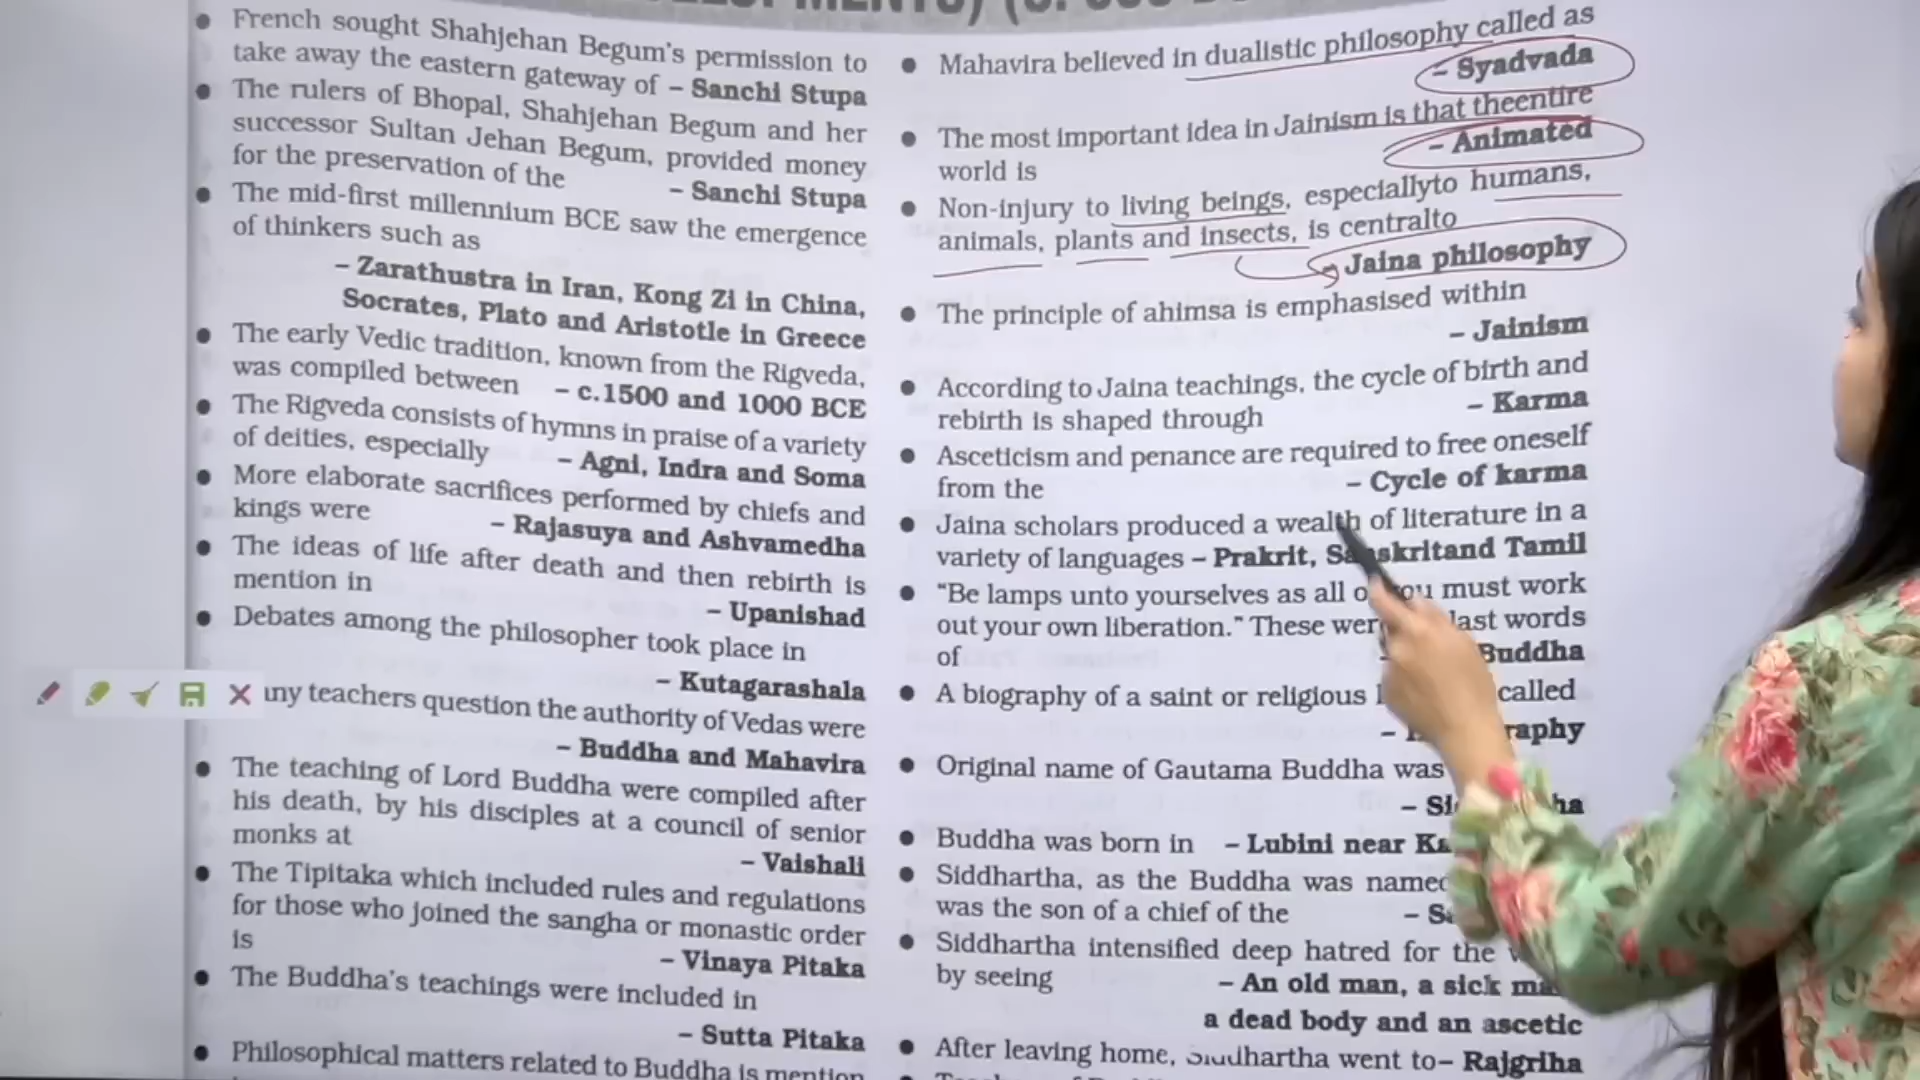 ● French sought Shahjehan Begum's permission to
take away the eastern gateway of – Sanchi Stupa
● The rulers of Bhopal, Shahjehan Begum and her
successor Sultan Jehan Begum, provided money
for the preservation of the – Sanchi Stupa
● The mid-first millennium BCE saw the emergence
of thinkers such as
– Zarathustra in Iran, Kong Zi in China,
Socrates, Plato and Aristotle in Greece
● The early Vedic tradition, known from the Rigveda,
was compiled between – c.1500 and 1000 BCE
● The Rigveda consists of hymns in praise of a variety
of deities, especially – Agni, Indra and Soma
● More elaborate sacrifices performed by chiefs and
kings were – Rajasuya and Ashvamedha
● The ideas of life after death and then rebirth is
mention in – Upanishad
● Debates among the philosopher took place in
– Kutagarashala
teachers question the authority of Vedas were
– Buddha and Mahavira
● The teaching of Lord Buddha were compiled after
his death, by his disciples at a council of senior
monks at – Vaishali
● The Tipitaka which included rules and regulations
for those who joined the sangha or monastic order
is – Vinaya Pitaka
● The Buddha's teachings were included in
– Sutta Pitaka
● Philosophical matters related to Buddha is mention
● Mahavira believed in dualistic philosophy called as
– Syadvada
● The most important idea in Jainism is that theentire
world is – Animated
● Non-injury to living beings, especiallyto humans,
animals, plants and insects, is centralto
– Jaina philosophy
● The principle of ahimsa is emphasised within
– Jainism
● According to Jaina teachings, the cycle of birth and
rebirth is shaped through – Karma
● Asceticism and penance are required to free oneself
from the – Cycle of karma
● Jaina scholars produced a wealth of literature in a
variety of languages – Prakrit, Sanskritand Tamil
● "Be lamps unto yourselves as all of you must work
out your own liberation." These last words
of Buddha
● A biography of a saint or religious called
–
● Original name of Gautama Buddha was
–
● Buddha was born in – Lubini near
● Siddhartha, as the Buddha was named
was the son of a chief of the –
● Siddhartha intensified deep hatred for the
by seeing – An old man, a sick
a dead body and an ascetic
● After leaving home, Siddhartha went to– Rajgriha